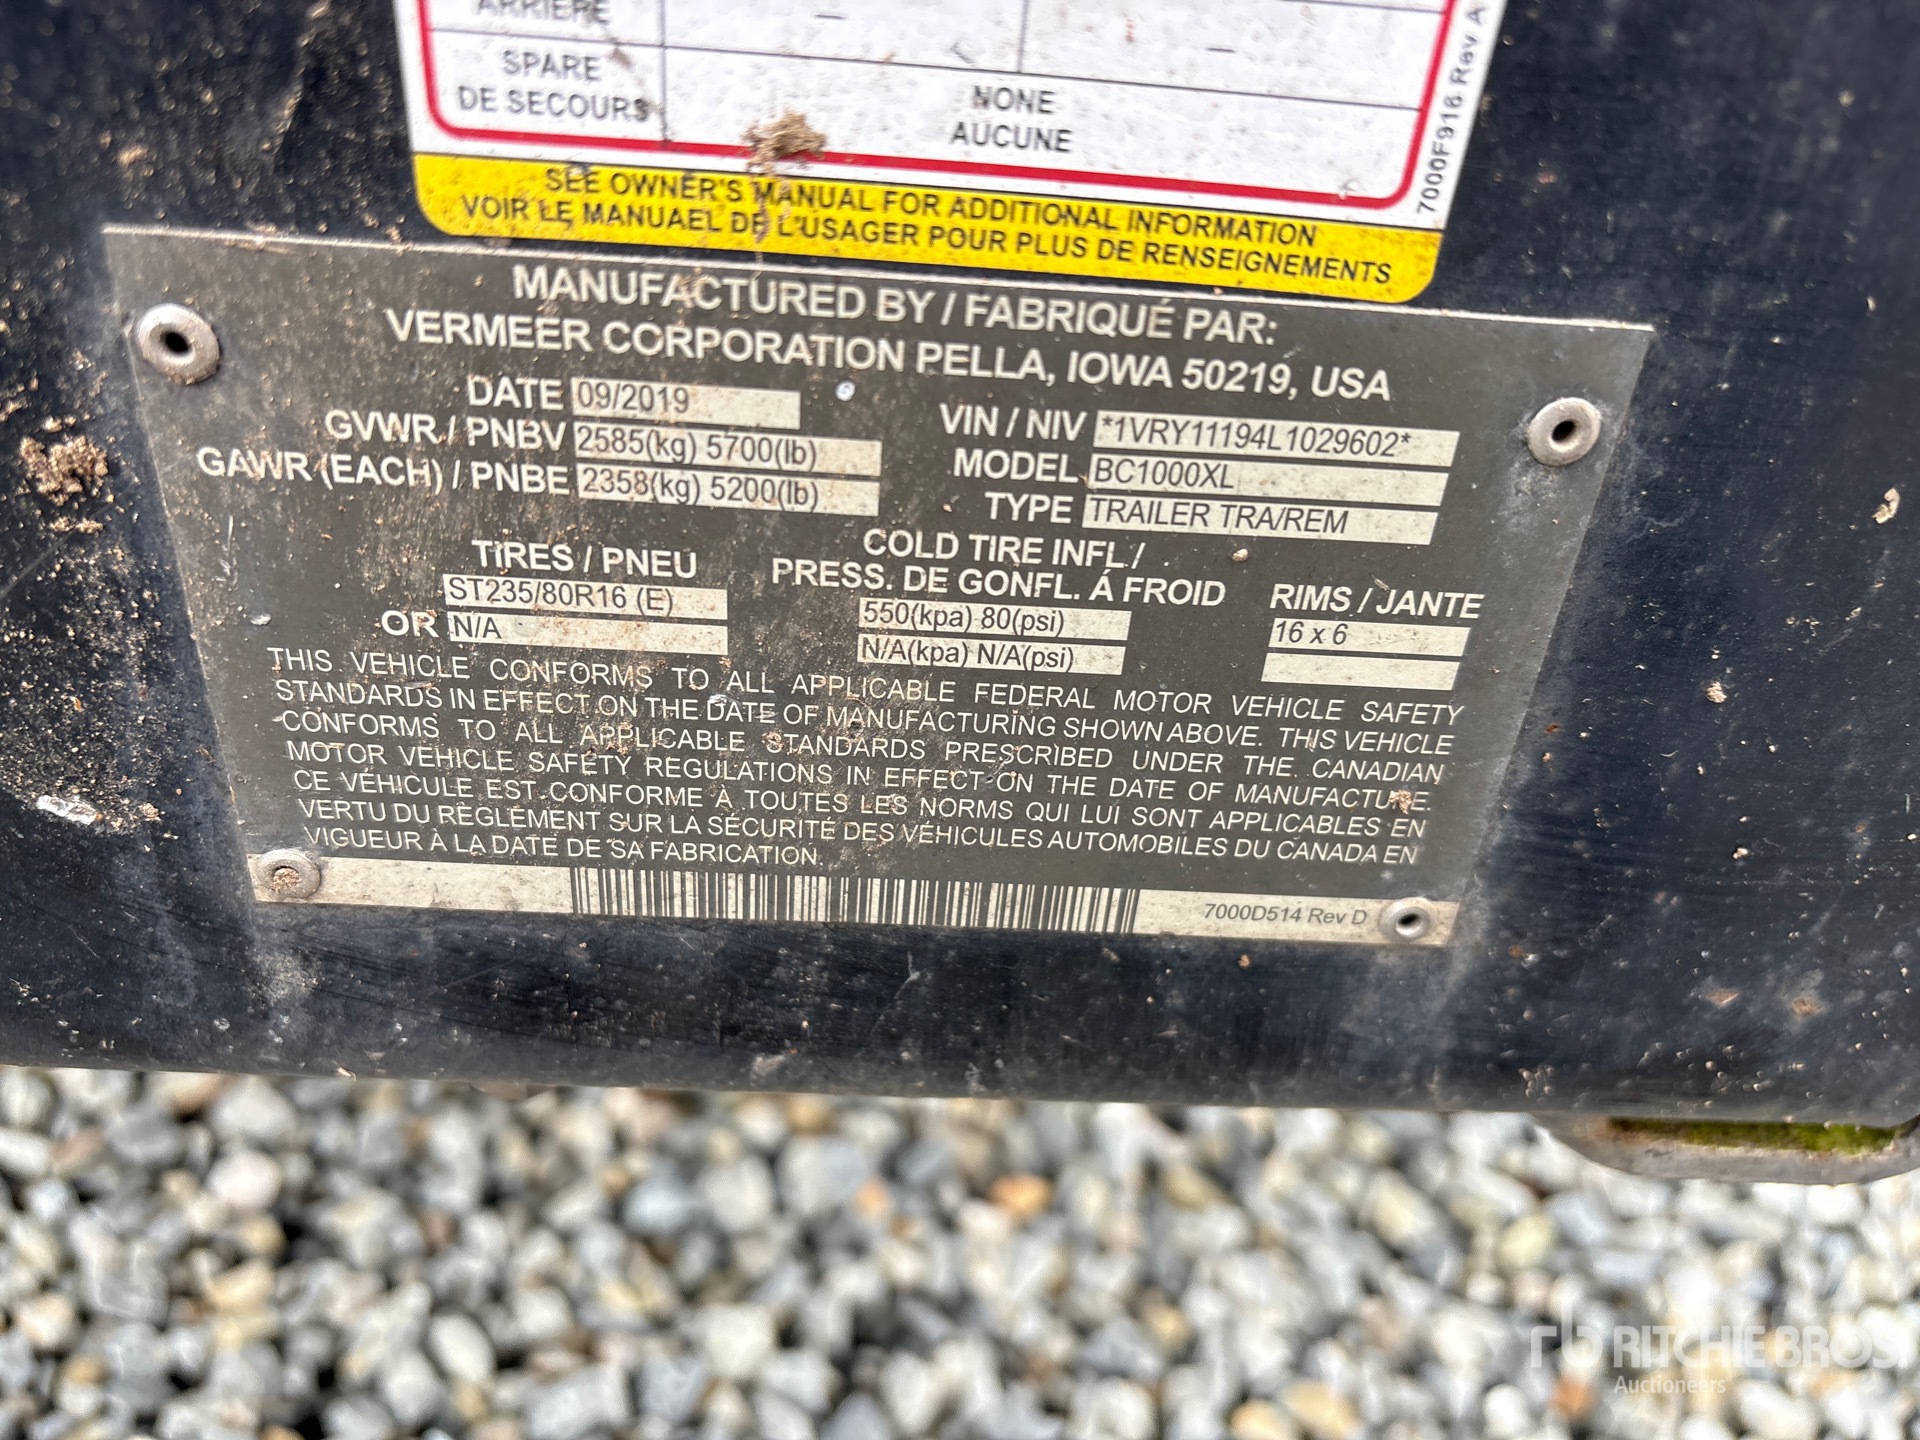 ARRIÈRE – –
SPARE
DE SECOURS
NONE
AUCUNE
7000F916 Rev A
SEE OWNER'S MANUAL FOR ADDITIONAL INFORMATION
VOIR LE MANUAEL DE L'USAGER POUR PLUS DE RENSEIGNEMENTS
MANUFACTURED BY / FABRIQUÉ PAR:
VERMEER CORPORATION PELLA, IOWA 50219, USA
DATE 09/2019
GVWR / PNBV 2585(kg) 5700(lb)
GAWR (EACH) / PNBE 2358(kg) 5200(lb)
VIN / NIV *1VRY11194L1029602*
MODEL BC1000XL
TYPE TRAILER TRA/REM
TIRES / PNEU
ST235/80R16 (E)
OR N/A
COLD TIRE INFL /
PRESS. DE GONFL. Á FROID
550(kpa) 80(psi)
N/A(kpa) N/A(psi)
RIMS / JANTE
16 x 6
THIS VEHICLE CONFORMS TO ALL APPLICABLE FEDERAL MOTOR VEHICLE SAFETY
STANDARDS IN EFFECT ON THE DATE OF MANUFACTURING SHOWN ABOVE. THIS VEHICLE
CONFORMS TO ALL APPLICABLE STANDARDS PRESCRIBED UNDER THE CANADIAN
MOTOR VEHICLE SAFETY REGULATIONS IN EFFECT ON THE DATE OF MANUFACTURE.
CE VÉHICULE EST CONFORME À TOUTES LES NORMS QUI LUI SONT APPLICABLES EN
VERTU DU RÈGLEMENT SUR LA SÉCURITÉ DES VÉHICULES AUTOMOBILES DU CANADA EN
VIGUEUR À LA DATE DE SA FABRICATION.
7000D514 Rev D
rb RITCHIE BROS
Auctioneers